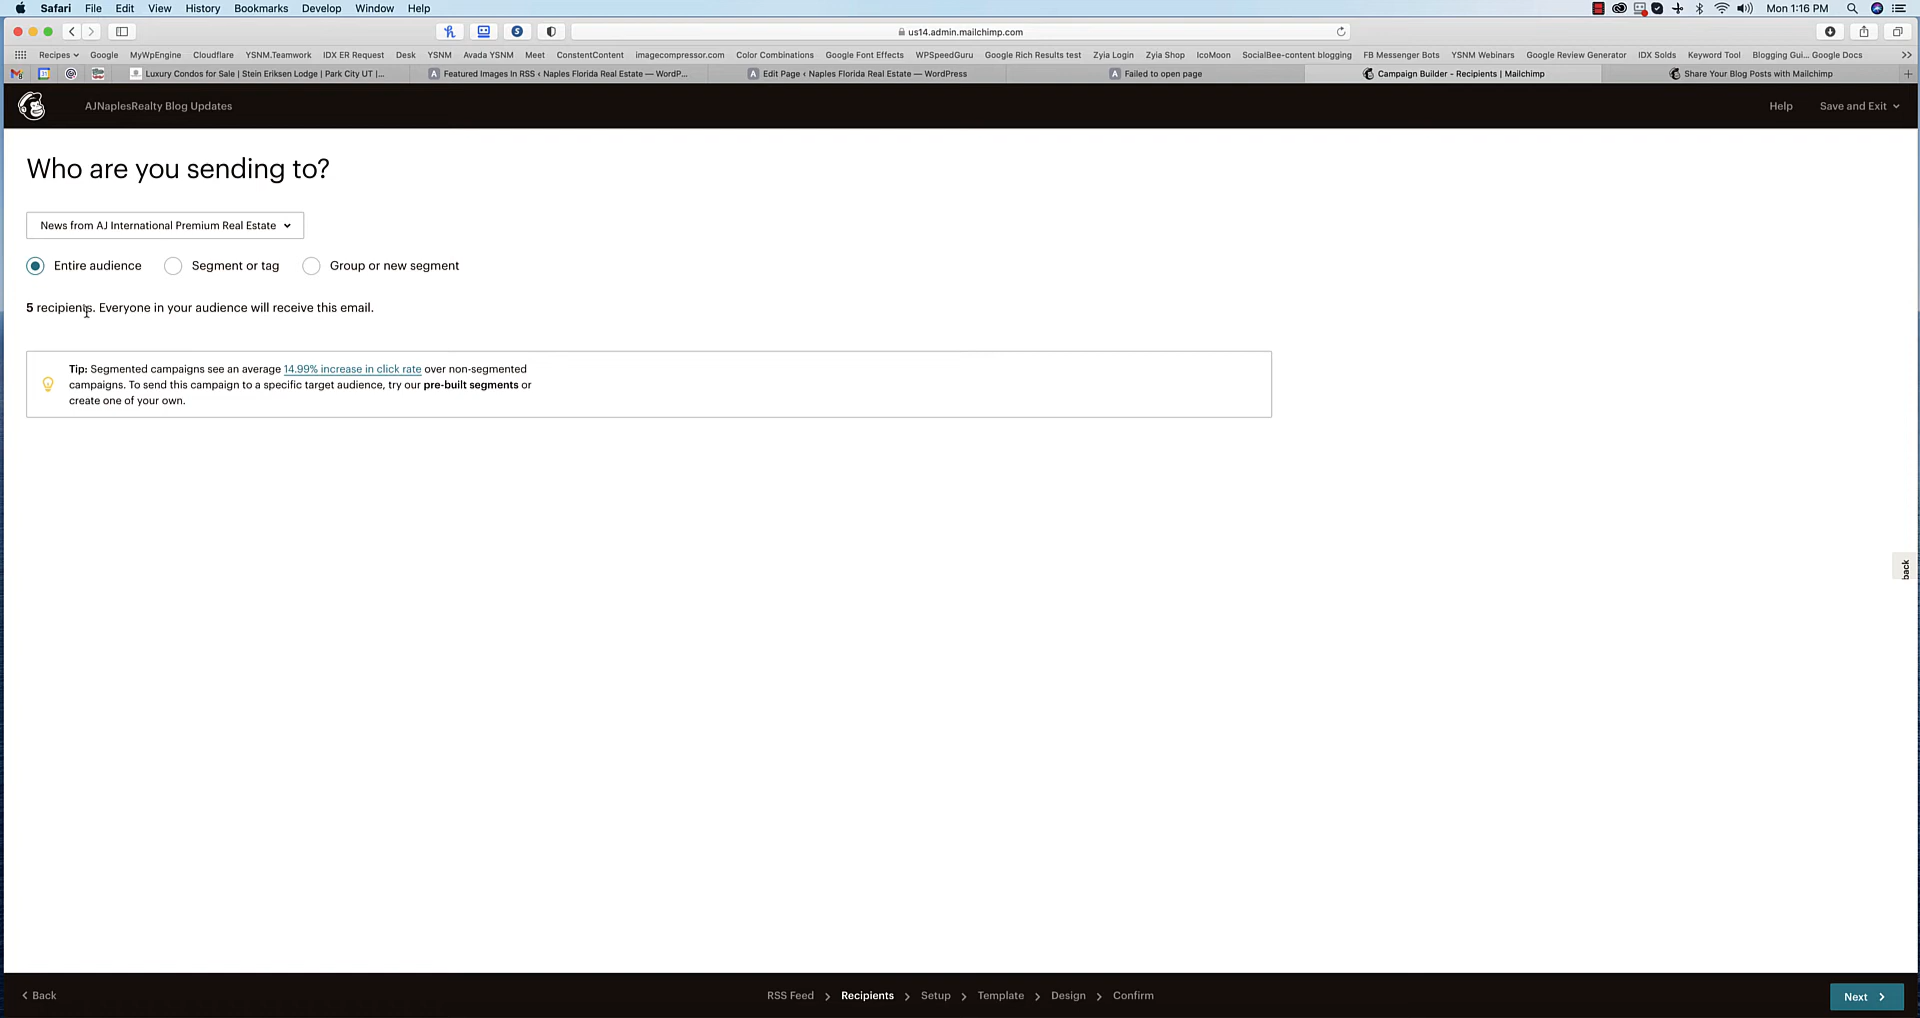 Safari File Edit View History Bookmarks Develop Window Help Mon 1:16 PM
us14.admin.mailchimp.com
Recipes Google MyWpEngine Cloudflare YSNM.Teamwork IDX ER Request Desk YSNM Avada YSNM Meet ConstentContent imagecompressor.com Color Combinations Google Font Effects WPSpeedGuru Google Rich Results test Zyia Login Zyia Shop IcoMoon SocialBee-content blogging FB Messenger Bots YSNM Webinars Google Review Generator IDX Solds Keyword Tool Blogging Gui... Google Docs
Luxury Condos for Sale | Stein Eriksen Lodge | Park City UT |... Featured Images In RSS ‹ Naples Florida Real Estate — WordP... Edit Page ‹ Naples Florida Real Estate — WordPress Failed to open page Campaign Builder - Recipients | Mailchimp Share Your Blog Posts with Mailchimp
AJNaplesRealty Blog Updates Help Save and Exit
Who are you sending to?
News from AJ International Premium Real Estate
Entire audience Segment or tag Group or new segment
5 recipients. Everyone in your audience will receive this email.
Tip: Segmented campaigns see an average 14.99% increase in click rate over non-segmented
campaigns. To send this campaign to a specific target audience, try our pre-built segments or
create one of your own.
back
Back RSS Feed Recipients Setup Template Design Confirm Next